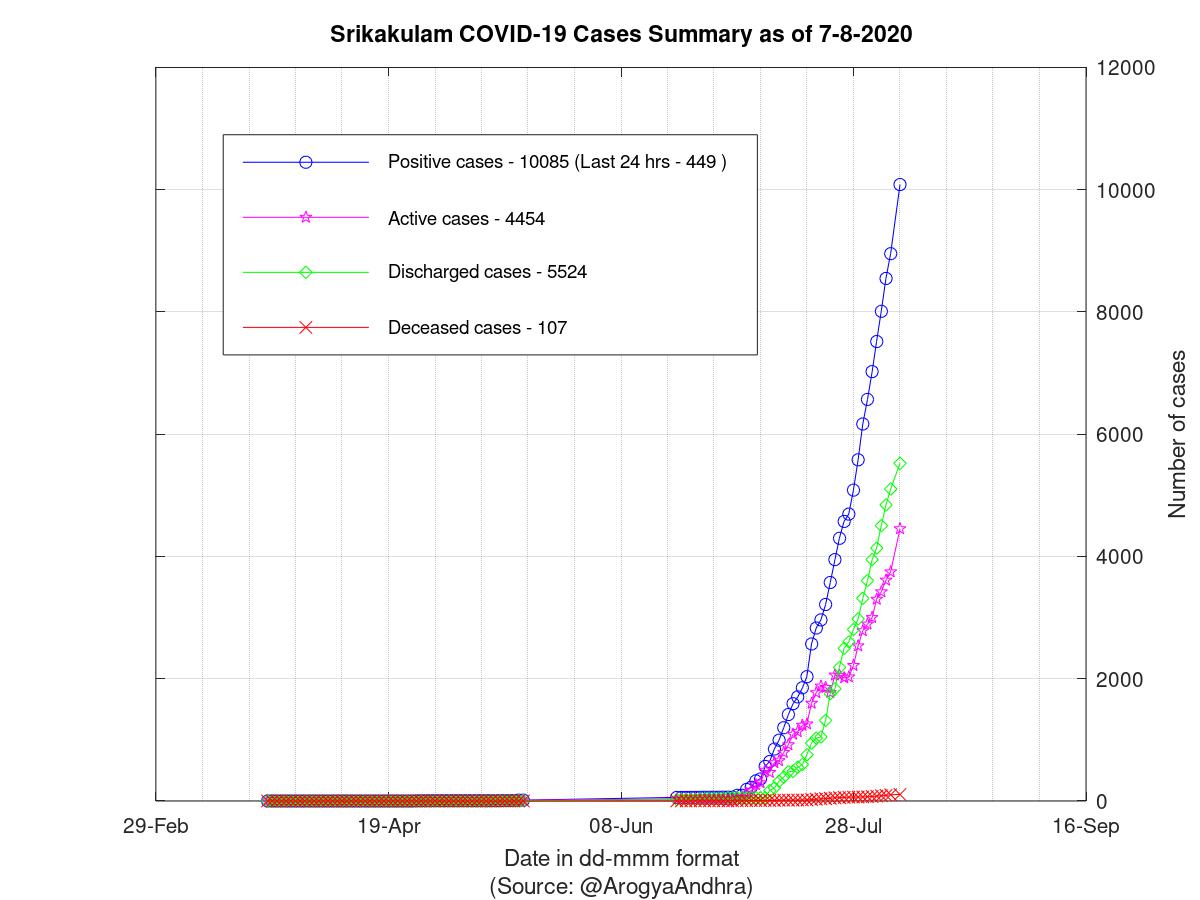 Srikakulam COVID-19 Cases Summary as of 7-8-2020
12000
Positive cases - 10085 (Last 24 hrs - 449 )
10000
Active cases - 4454
Discharged cases - 5524
8000
Deceased cases - 107
6000
Number of cases
4000
2000
0
29-Feb 19-Apr 08-Jun 28-Jul 16-Sep
Date in dd-mmm format
(Source: @ArogyaAndhra)